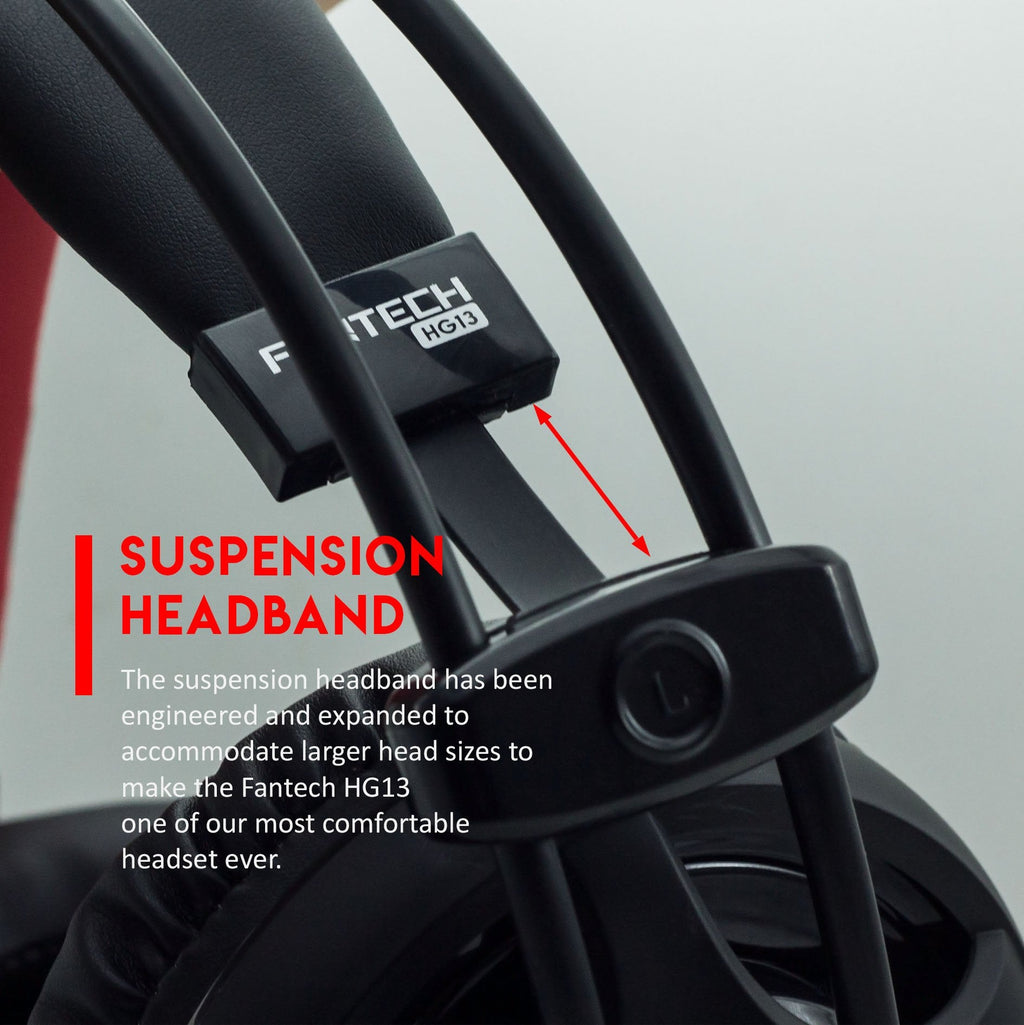 FANTECH
HG13
SUSPENSION
HEADBAND
The suspension headband has been
engineered and expanded to
accommodate larger head sizes to
make the Fantech HG13
one of our most comfortable
headset ever.
L